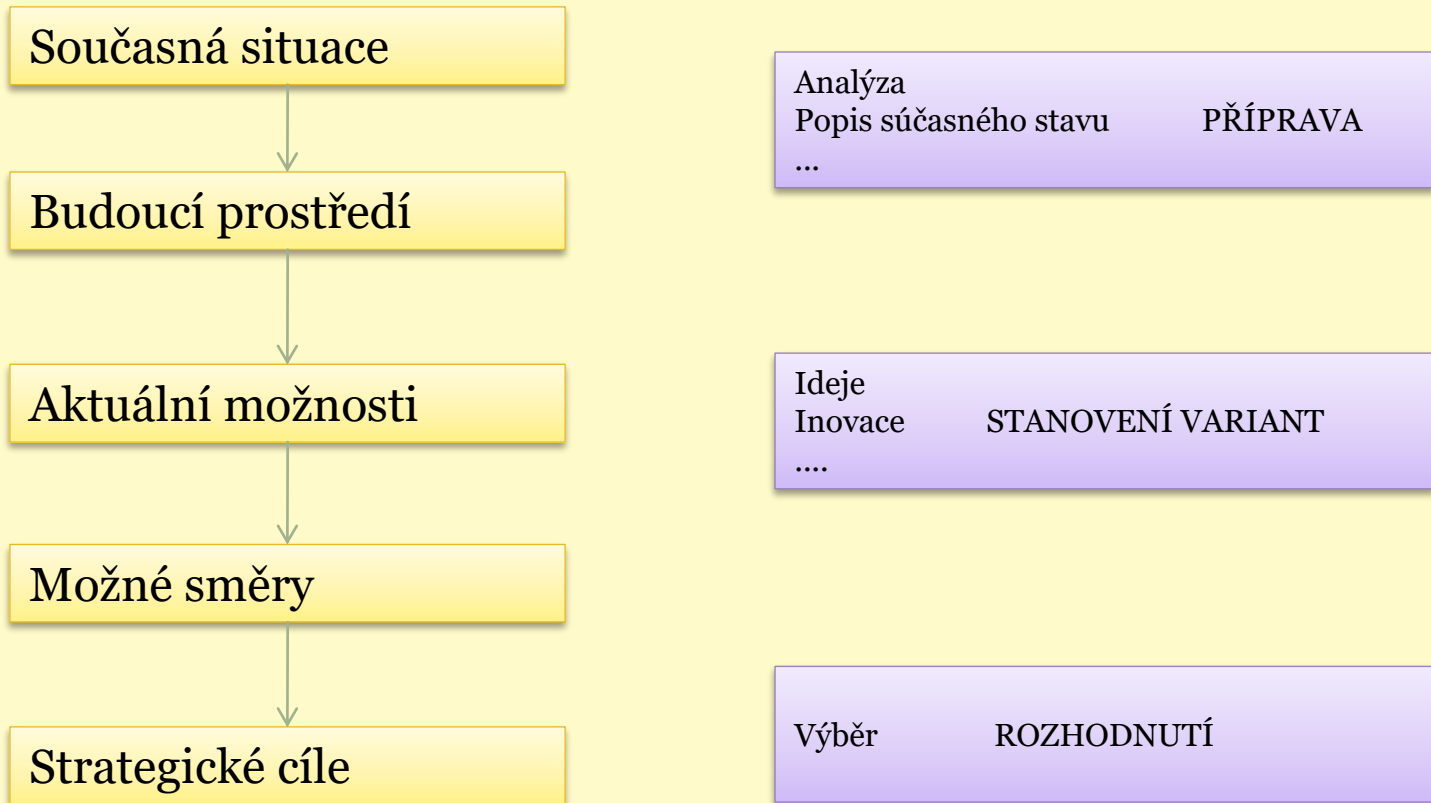 Současná situace
Budoucí prostředí
Aktuální možnosti
Možné směry
Strategické cíle
Analýza
Popis súčasného stavu PŘÍPRAVA
...
Ideje
Inovace STANOVENÍ VARIANT
....
Výběr ROZHODNUTÍ